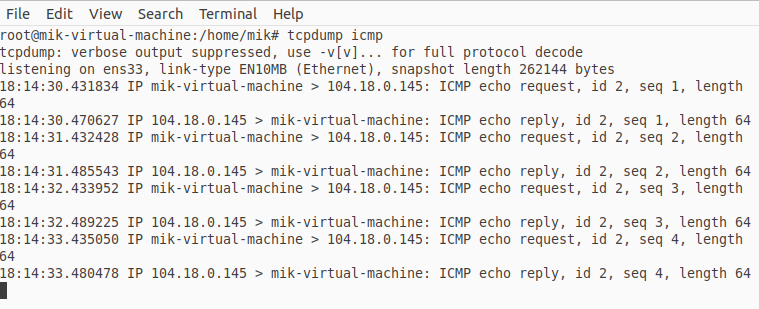 File Edit View Search Terminal Help
root@mik-virtual-machine:/home/mik# tcpdump icmp
tcpdump: verbose output suppressed, use -v[v]... for full protocol decode
listening on ens33, link-type EN10MB (Ethernet), snapshot length 262144 bytes
18:14:30.431834 IP mik-virtual-machine > 104.18.0.145: ICMP echo request, id 2, seq 1, length
64
18:14:30.470627 IP 104.18.0.145 > mik-virtual-machine: ICMP echo reply, id 2, seq 1, length 64
18:14:31.432428 IP mik-virtual-machine > 104.18.0.145: ICMP echo request, id 2, seq 2, length
64
18:14:31.485543 IP 104.18.0.145 > mik-virtual-machine: ICMP echo reply, id 2, seq 2, length 64
18:14:32.433952 IP mik-virtual-machine > 104.18.0.145: ICMP echo request, id 2, seq 3, length
64
18:14:32.489225 IP 104.18.0.145 > mik-virtual-machine: ICMP echo reply, id 2, seq 3, length 64
18:14:33.435050 IP mik-virtual-machine > 104.18.0.145: ICMP echo request, id 2, seq 4, length
64
18:14:33.480478 IP 104.18.0.145 > mik-virtual-machine: ICMP echo reply, id 2, seq 4, length 64